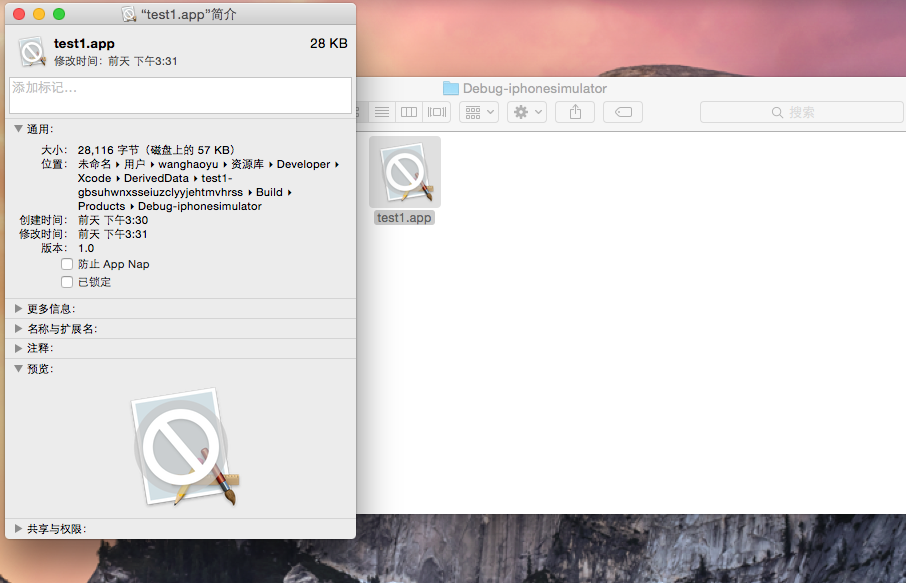 “test1.app”简介
test1.app
28 KB
修改时间：前天 下午3:31
添加标记…
通用:
大小： 28,116 字节（磁盘上的 57 KB）
位置： 未命名 ▸ 用户 ▸ wanghaoyu ▸ 资源库 ▸ Developer ▸
Xcode ▸ DerivedData ▸ test1-
gbsuhwnxsseiuzclyyjehtmvhrss ▸ Build ▸
Products ▸ Debug-iphonesimulator
创建时间： 前天 下午3:30
修改时间： 前天 下午3:31
版本： 1.0
防止 App Nap
已锁定
更多信息:
名称与扩展名:
注释:
预览:
共享与权限:
Debug-iphonesimulator
搜索
test1.app